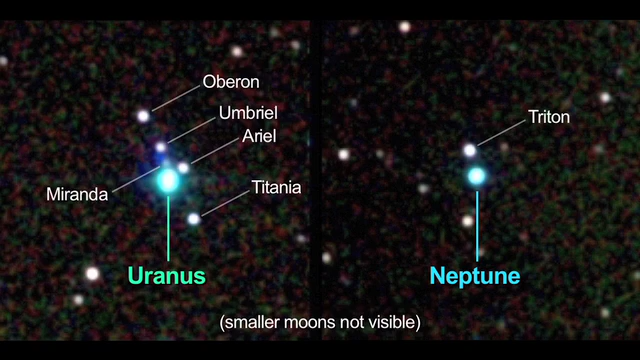 Oberon
Umbriel
Ariel
Miranda
Titania
Uranus
Triton
Neptune
(smaller moons not visible)